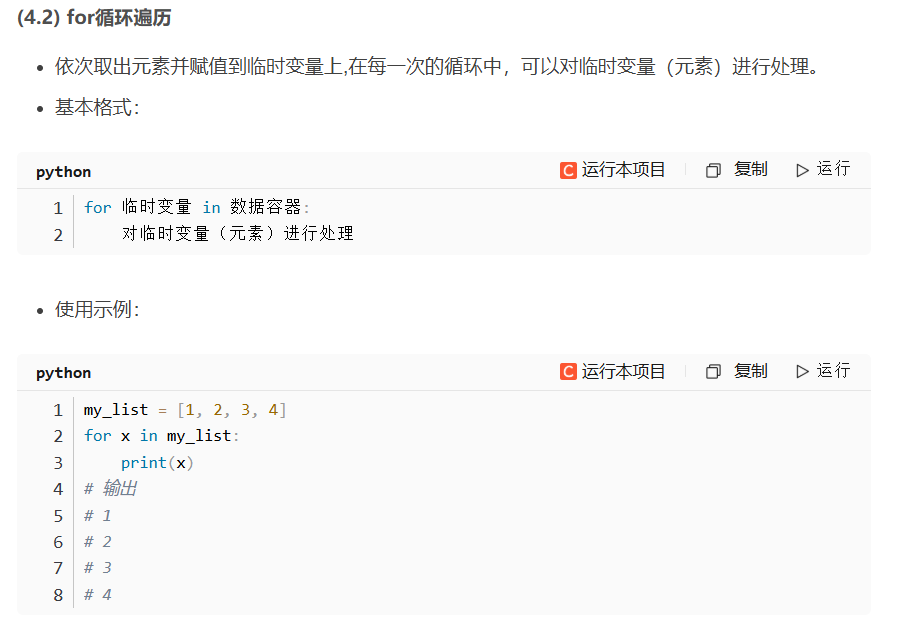 (4.2) for循环遍历
• 依次取出元素并赋值到临时变量上,在每一次的循环中，可以对临时变量（元素）进行处理。
• 基本格式：
python C 运行本项目 复制 运行
1 for 临时变量 in 数据容器:
2     对临时变量（元素）进行处理
• 使用示例：
python C 运行本项目 复制 运行
1 my_list = [1, 2, 3, 4]
2 for x in my_list:
3     print(x)
4 # 输出
5 # 1
6 # 2
7 # 3
8 # 4